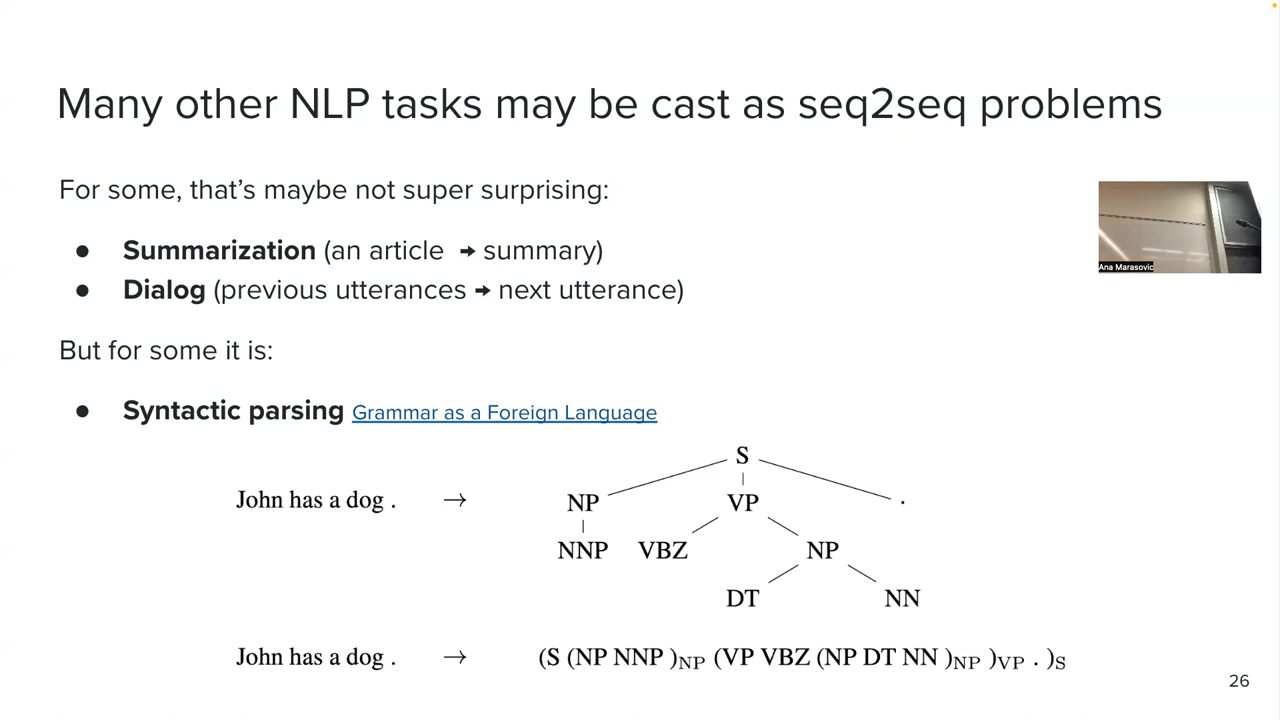 Many other NLP tasks may be cast as seq2seq problems
For some, that's maybe not super surprising:
● Summarization (an article → summary)
● Dialog (previous utterances → next utterance)
Ana Marasovic
But for some it is:
● Syntactic parsing Grammar as a Foreign Language
S
John has a dog . → NP VP .
NNP VBZ NP
DT NN
John has a dog . → (S (NP NNP )NP (VP VBZ (NP DT NN )NP )VP . )S
26